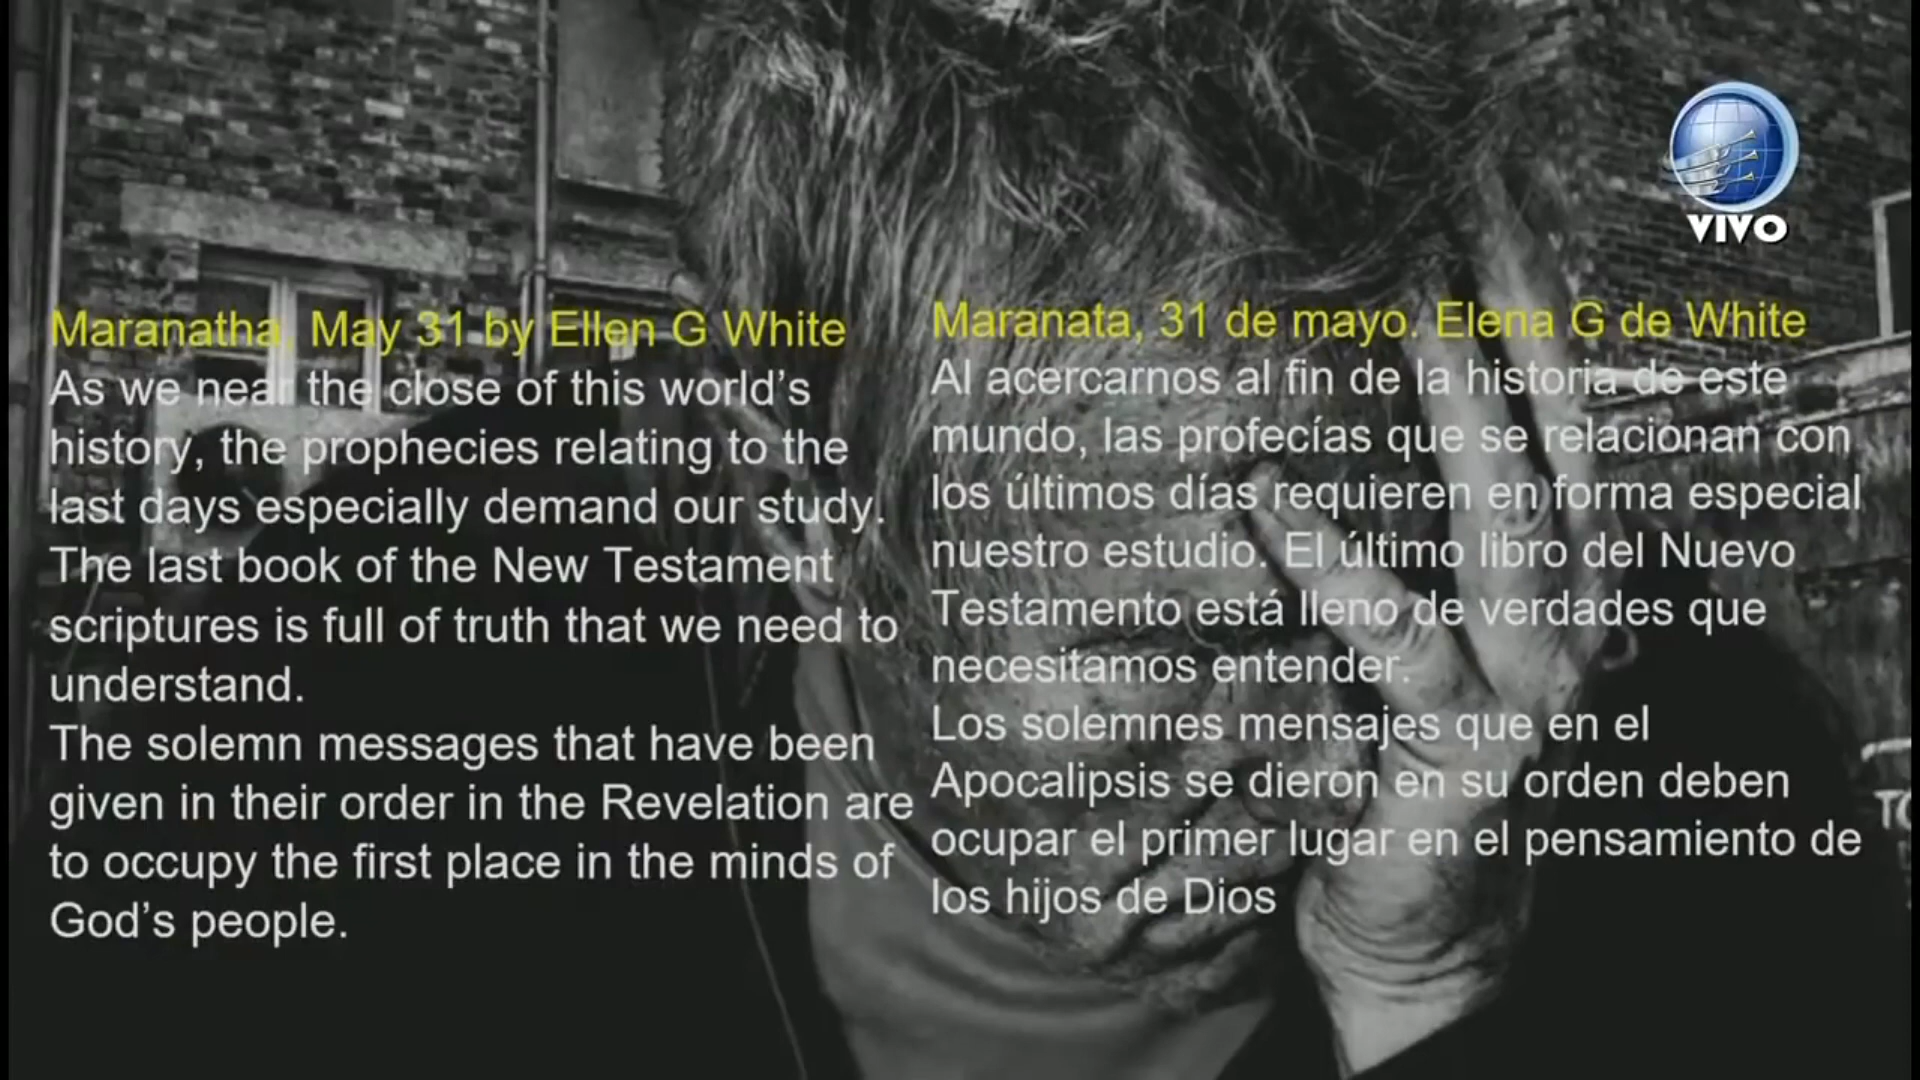 VIVO
Maranatha, May 31 by Ellen G White
As we near the close of this world’s
history, the prophecies relating to the
last days especially demand our study.
The last book of the New Testament
scriptures is full of truth that we need to
understand.
The solemn messages that have been
given in their order in the Revelation are
to occupy the first place in the minds of
God’s people.
Maranata, 31 de mayo. Elena G de White
Al acercarnos al fin de la historia de este
mundo, las profecías que se relacionan con
los últimos días requieren en forma especial
nuestro estudio. El último libro del Nuevo
Testamento está lleno de verdades que
necesitamos entender.
Los solemnes mensajes que en el
Apocalipsis se dieron en su orden deben
ocupar el primer lugar en el pensamiento de
los hijos de Dios